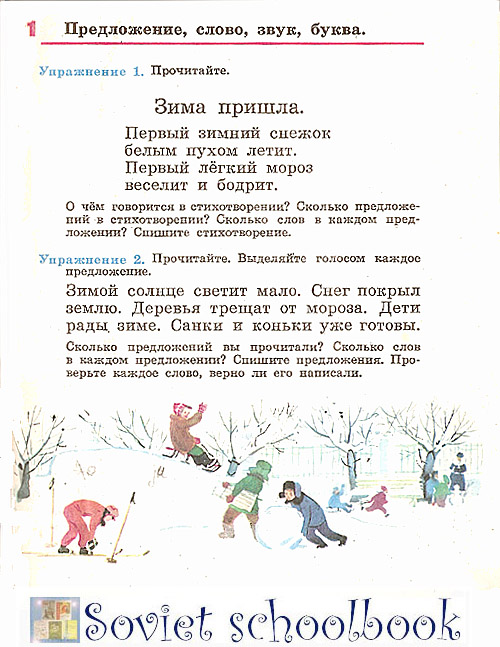 1 Предложение, слово, звук, буква.
Упражнение 1. Прочитайте.
Зима пришла.
Первый зимний снежок
белым пухом летит.
Первый лёгкий мороз
веселит и бодрит.
О чём говорится в стихотворении? Сколько предложе-
ний в стихотворении? Сколько слов в каждом пред-
ложении? Спишите стихотворение.
Упражнение 2. Прочитайте. Выделяйте голосом каждое
предложение.
Зимой солнце светит мало. Снег покрыл
землю. Деревья трещат от мороза. Дети
рады зиме. Санки и коньки уже готовы.
Сколько предложений вы прочитали? Сколько слов
в каждом предложении? Спишите предложения. Про-
верьте каждое слово, верно ли его написали.
Soviet schoolbook